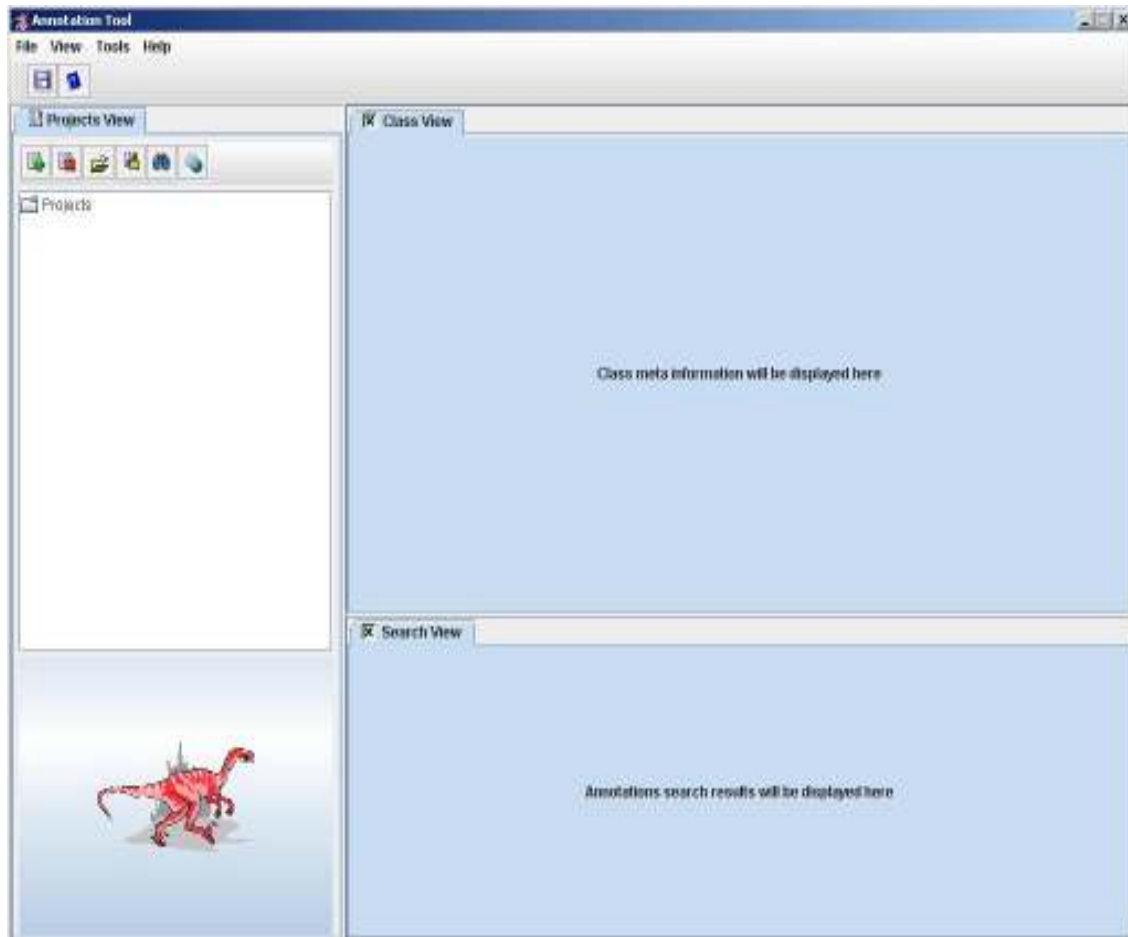 Annotation Tool
File View Tools Help
Projects View
Projects
Class View
Class meta information will be displayed here
Search View
Annotations search results will be displayed here